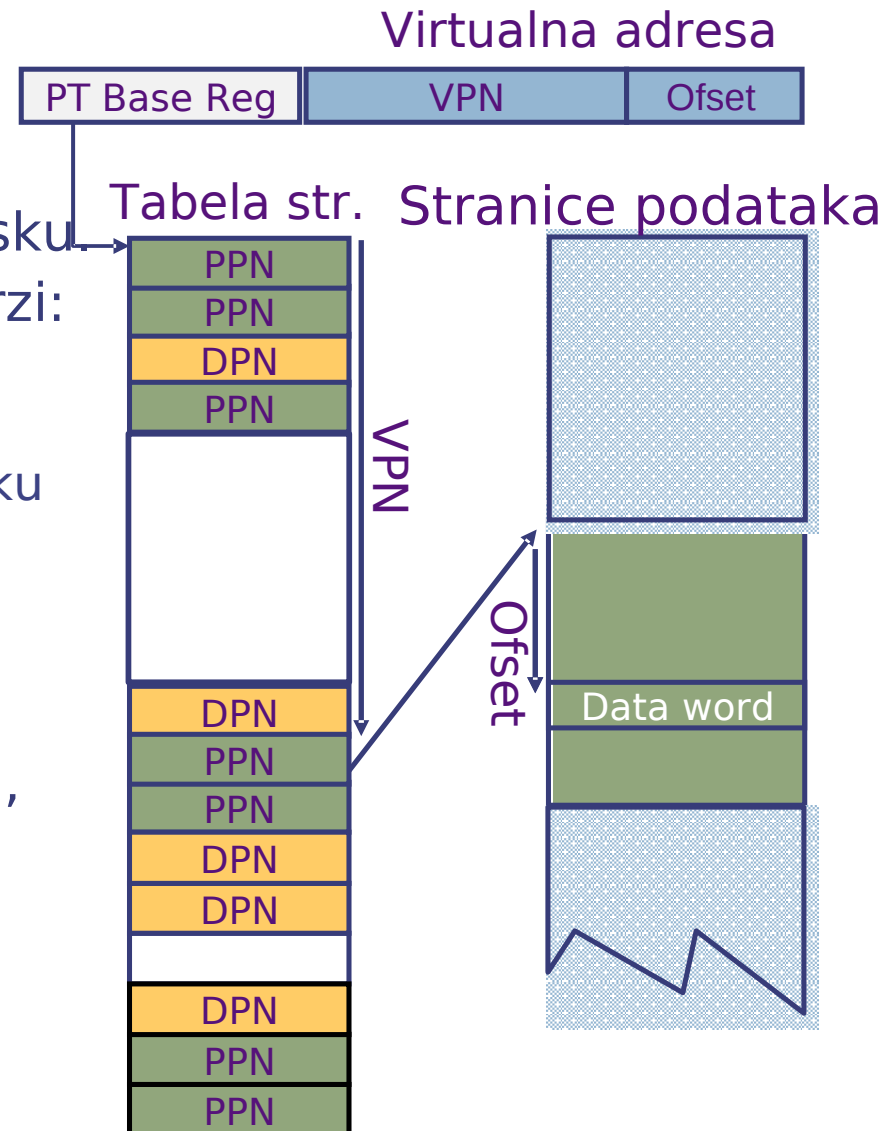 Virtualna adresa
PT Base Reg VPN Ofset
Tabela str. Stranice podataka
PPN
PPN
DPN
PPN
VPN
Ofset
DPN
PPN
PPN
DPN
DPN
DPN
PPN
PPN
Data word